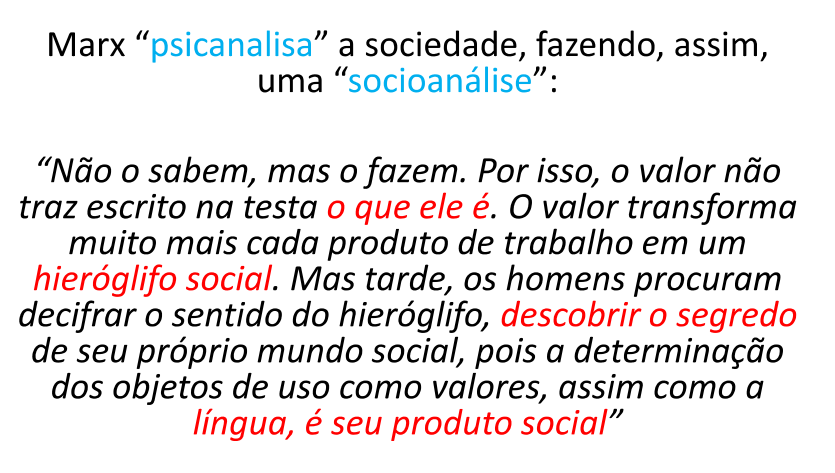 Marx “psicanalisa” a sociedade, fazendo, assim,
uma “socioanálise”:
“Não o sabem, mas o fazem. Por isso, o valor não
traz escrito na testa o que ele é. O valor transforma
muito mais cada produto de trabalho em um
hieróglifo social. Mas tarde, os homens procuram
decifrar o sentido do hieróglifo, descobrir o segredo
de seu próprio mundo social, pois a determinação
dos objetos de uso como valores, assim como a
língua, é seu produto social”